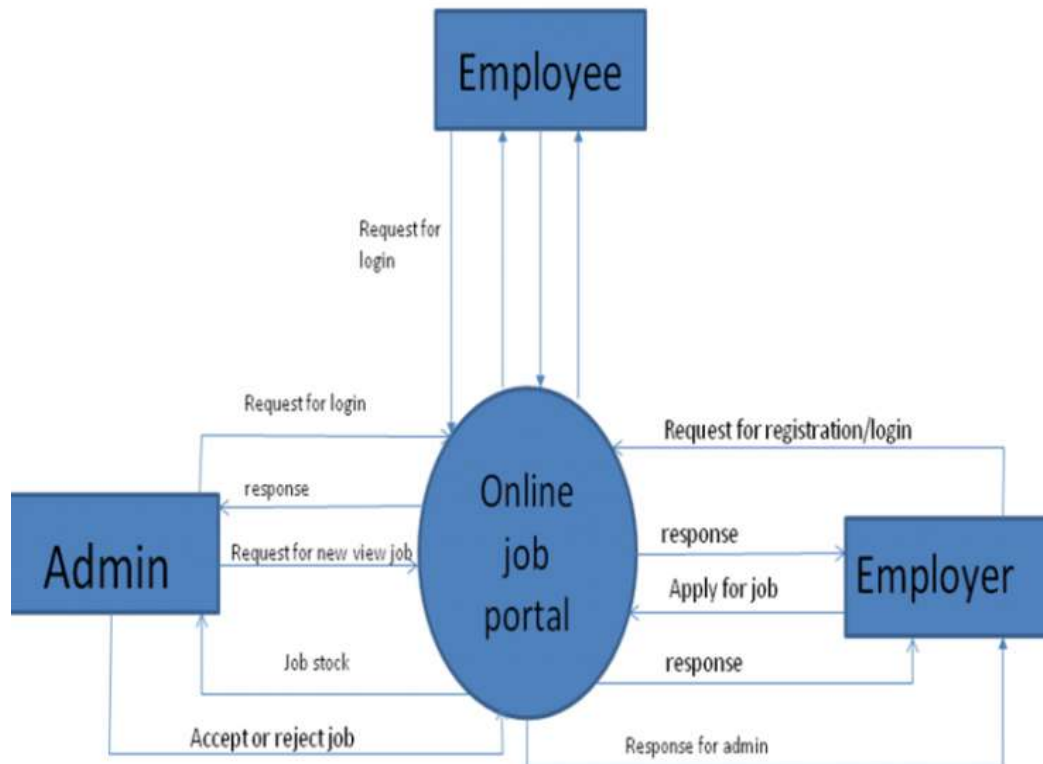 Employee
Request for
login
Request for login
Request for registration/login
response
Online
job
portal
response
Admin
Request for new view job
Employer
Apply for job
Job stock
response
Accept or reject job
Response for admin